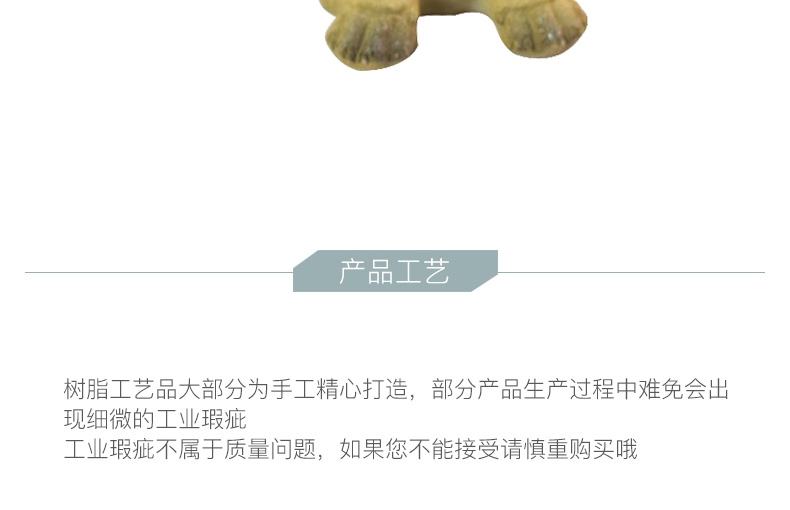 产品工艺
树脂工艺品大部分为手工精心打造，部分产品生产过程中难免会出
现细微的工业瑕疵
工业瑕疵不属于质量问题，如果您不能接受请慎重购买哦